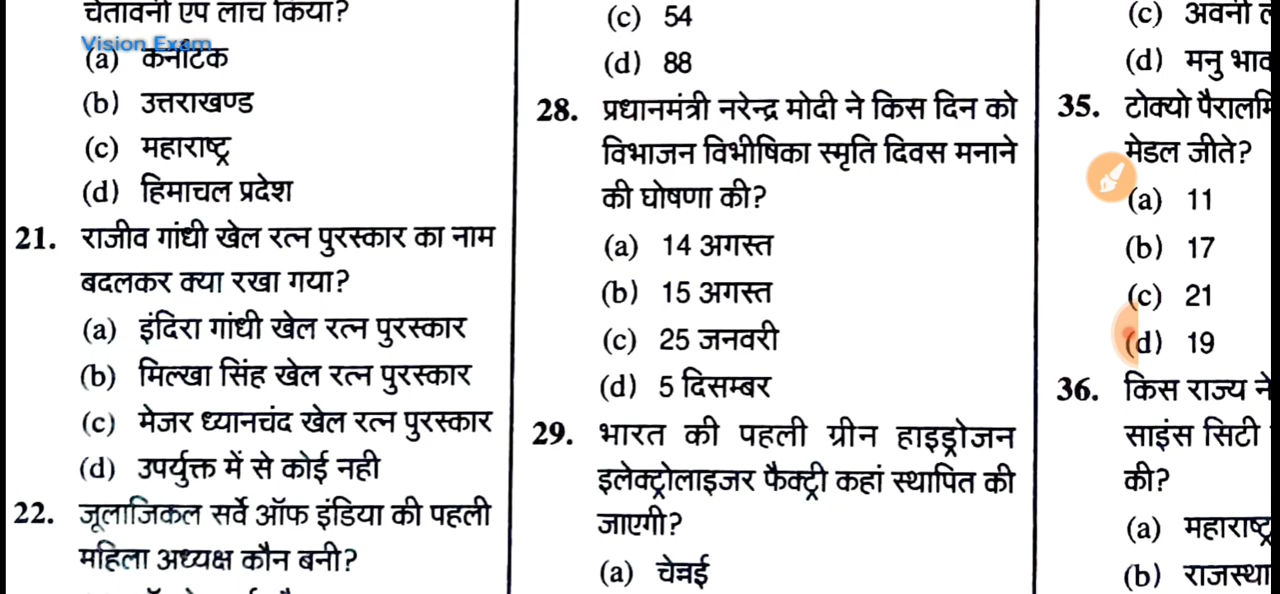 चेतावनी एप लांच किया?
Vision Exam
(a) कर्नाटक
(b) उत्तराखण्ड
(c) महाराष्ट्र
(d) हिमाचल प्रदेश
21. राजीव गांधी खेल रत्न पुरस्कार का नाम
बदलकर क्या रखा गया?
(a) इंदिरा गांधी खेल रत्न पुरस्कार
(b) मिल्खा सिंह खेल रत्न पुरस्कार
(c) मेजर ध्यानचंद खेल रत्न पुरस्कार
(d) उपर्युक्त में से कोई नही
22. जूलाजिकल सर्वे ऑफ इंडिया की पहली
महिला अध्यक्ष कौन बनी?
(c) 54
(d) 88
28. प्रधानमंत्री नरेन्द्र मोदी ने किस दिन को
विभाजन विभीषिका स्मृति दिवस मनाने
की घोषणा की?
(a) 14 अगस्त
(b) 15 अगस्त
(c) 25 जनवरी
(d) 5 दिसम्बर
29. भारत की पहली ग्रीन हाइड्रोजन
इलेक्ट्रोलाइजर फैक्ट्री कहां स्थापित की
जाएगी?
(a) चेन्नई
(c) अवनी
(d) मनु
35. टोक्यो
मेडल जीते?
(a) 11
(b) 17
(c) 21
(d) 19
36. किस राज्य ने
साइंस सिटी
की?
(a) महाराष्ट्र
(b)